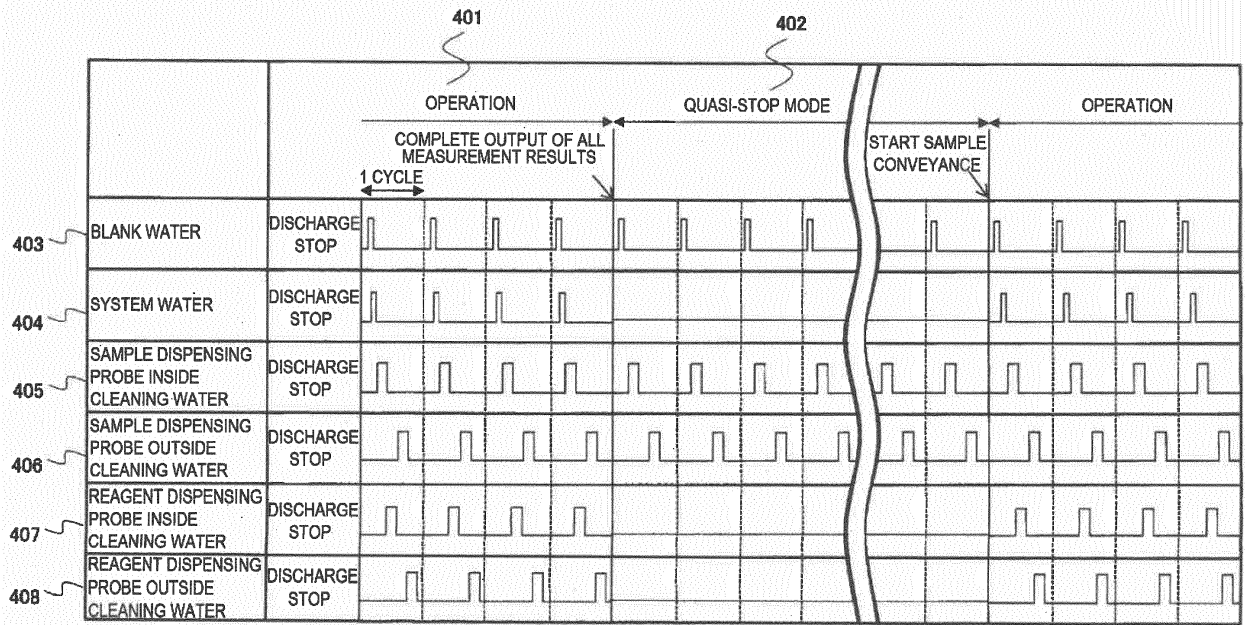 401
402
OPERATION
QUASI-STOP MODE
OPERATION
COMPLETE OUTPUT OF ALL
MEASUREMENT RESULTS
START SAMPLE
CONVEYANCE
1 CYCLE
403
BLANK WATER
DISCHARGE
STOP
404
SYSTEM WATER
DISCHARGE
STOP
405
SAMPLE DISPENSING
PROBE INSIDE
CLEANING WATER
DISCHARGE
STOP
406
SAMPLE DISPENSING
PROBE OUTSIDE
CLEANING WATER
DISCHARGE
STOP
407
REAGENT DISPENSING
PROBE INSIDE
CLEANING WATER
DISCHARGE
STOP
408
REAGENT DISPENSING
PROBE OUTSIDE
CLEANING WATER
DISCHARGE
STOP